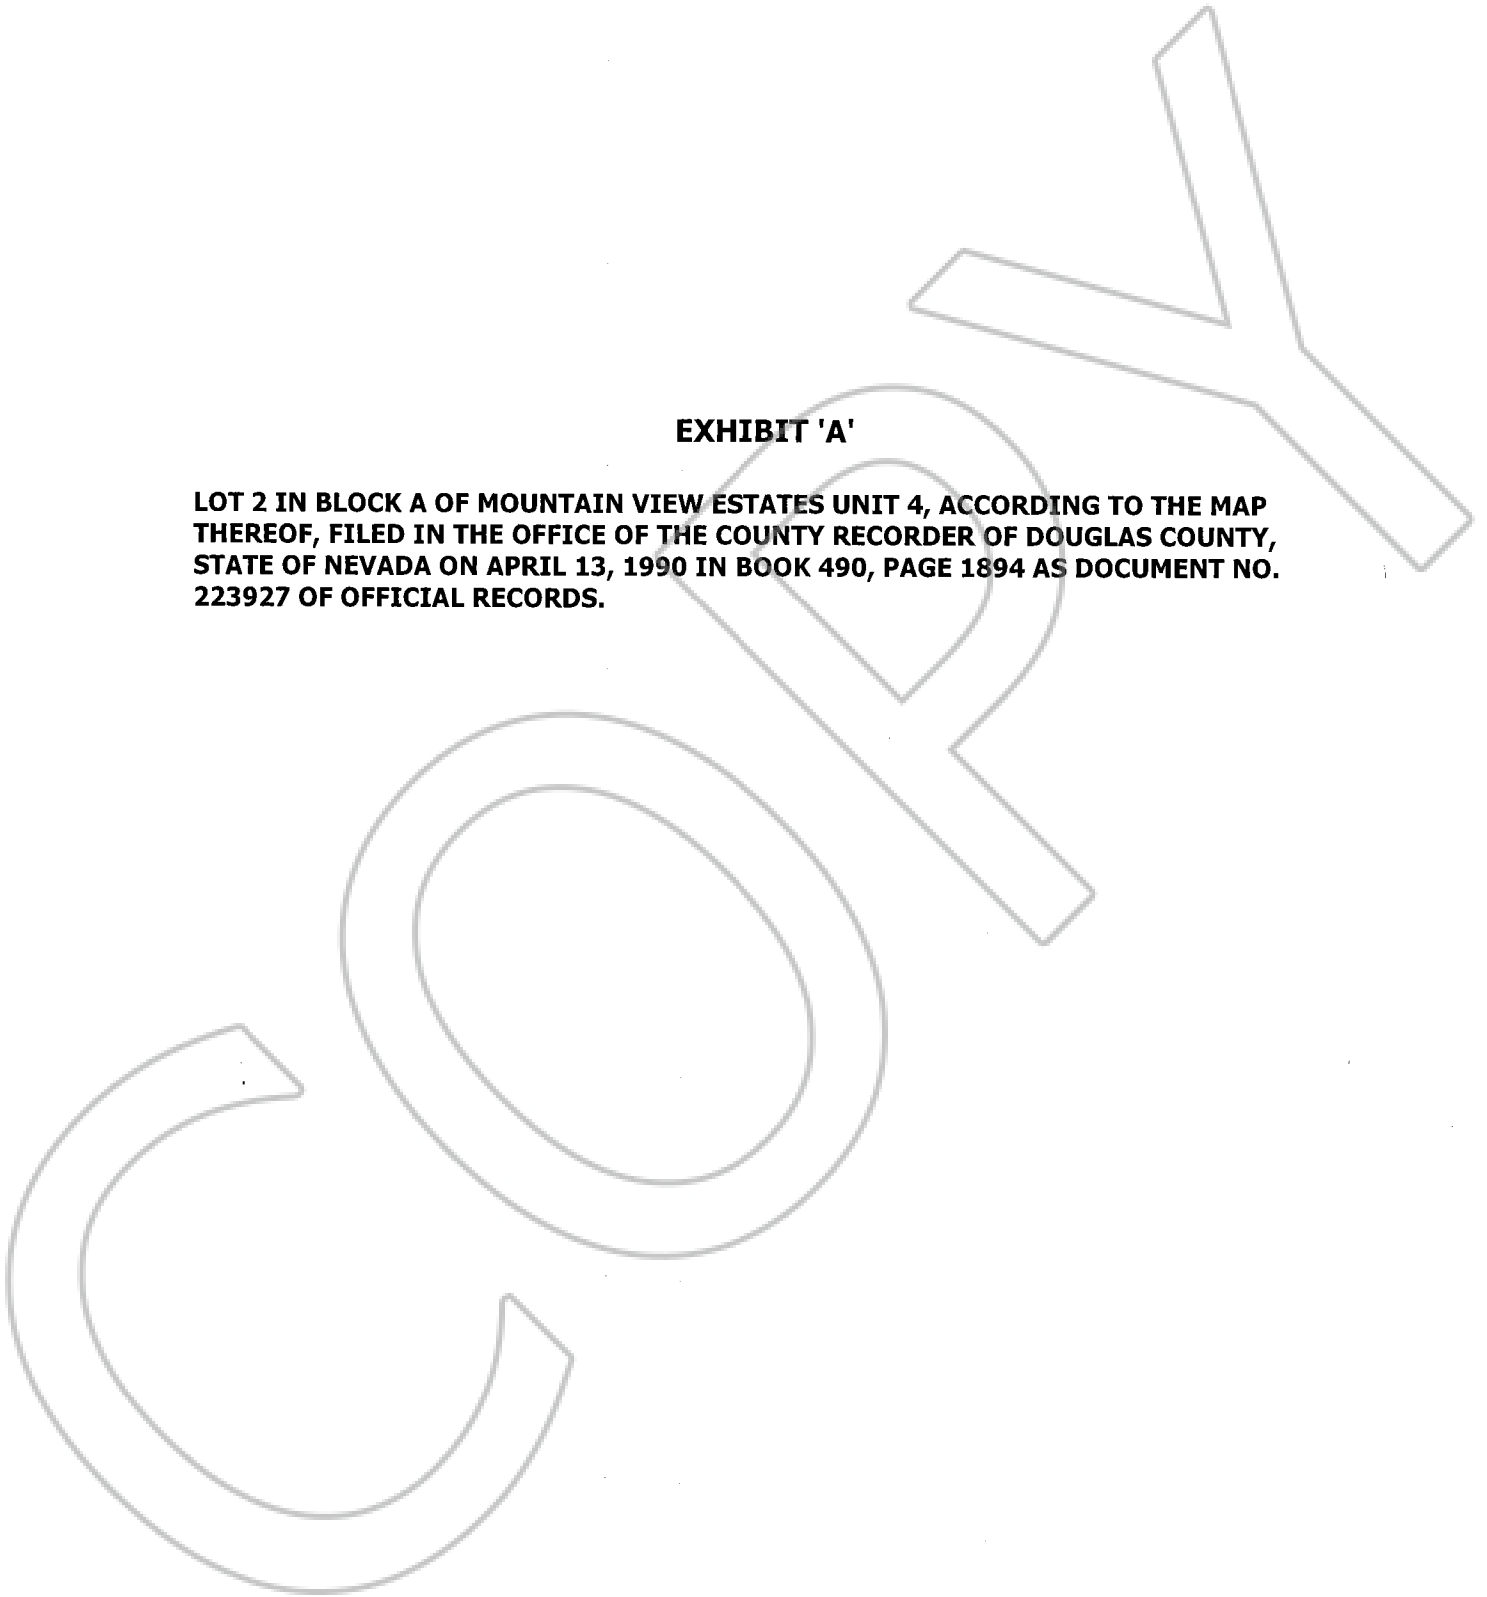 EXHIBIT 'A'
LOT 2 IN BLOCK A OF MOUNTAIN VIEW ESTATES UNIT 4, ACCORDING TO THE MAP
THEREOF, FILED IN THE OFFICE OF THE COUNTY RECORDER OF DOUGLAS COUNTY,
STATE OF NEVADA ON APRIL 13, 1990 IN BOOK 490, PAGE 1894 AS DOCUMENT NO.
223927 OF OFFICIAL RECORDS.
COPY